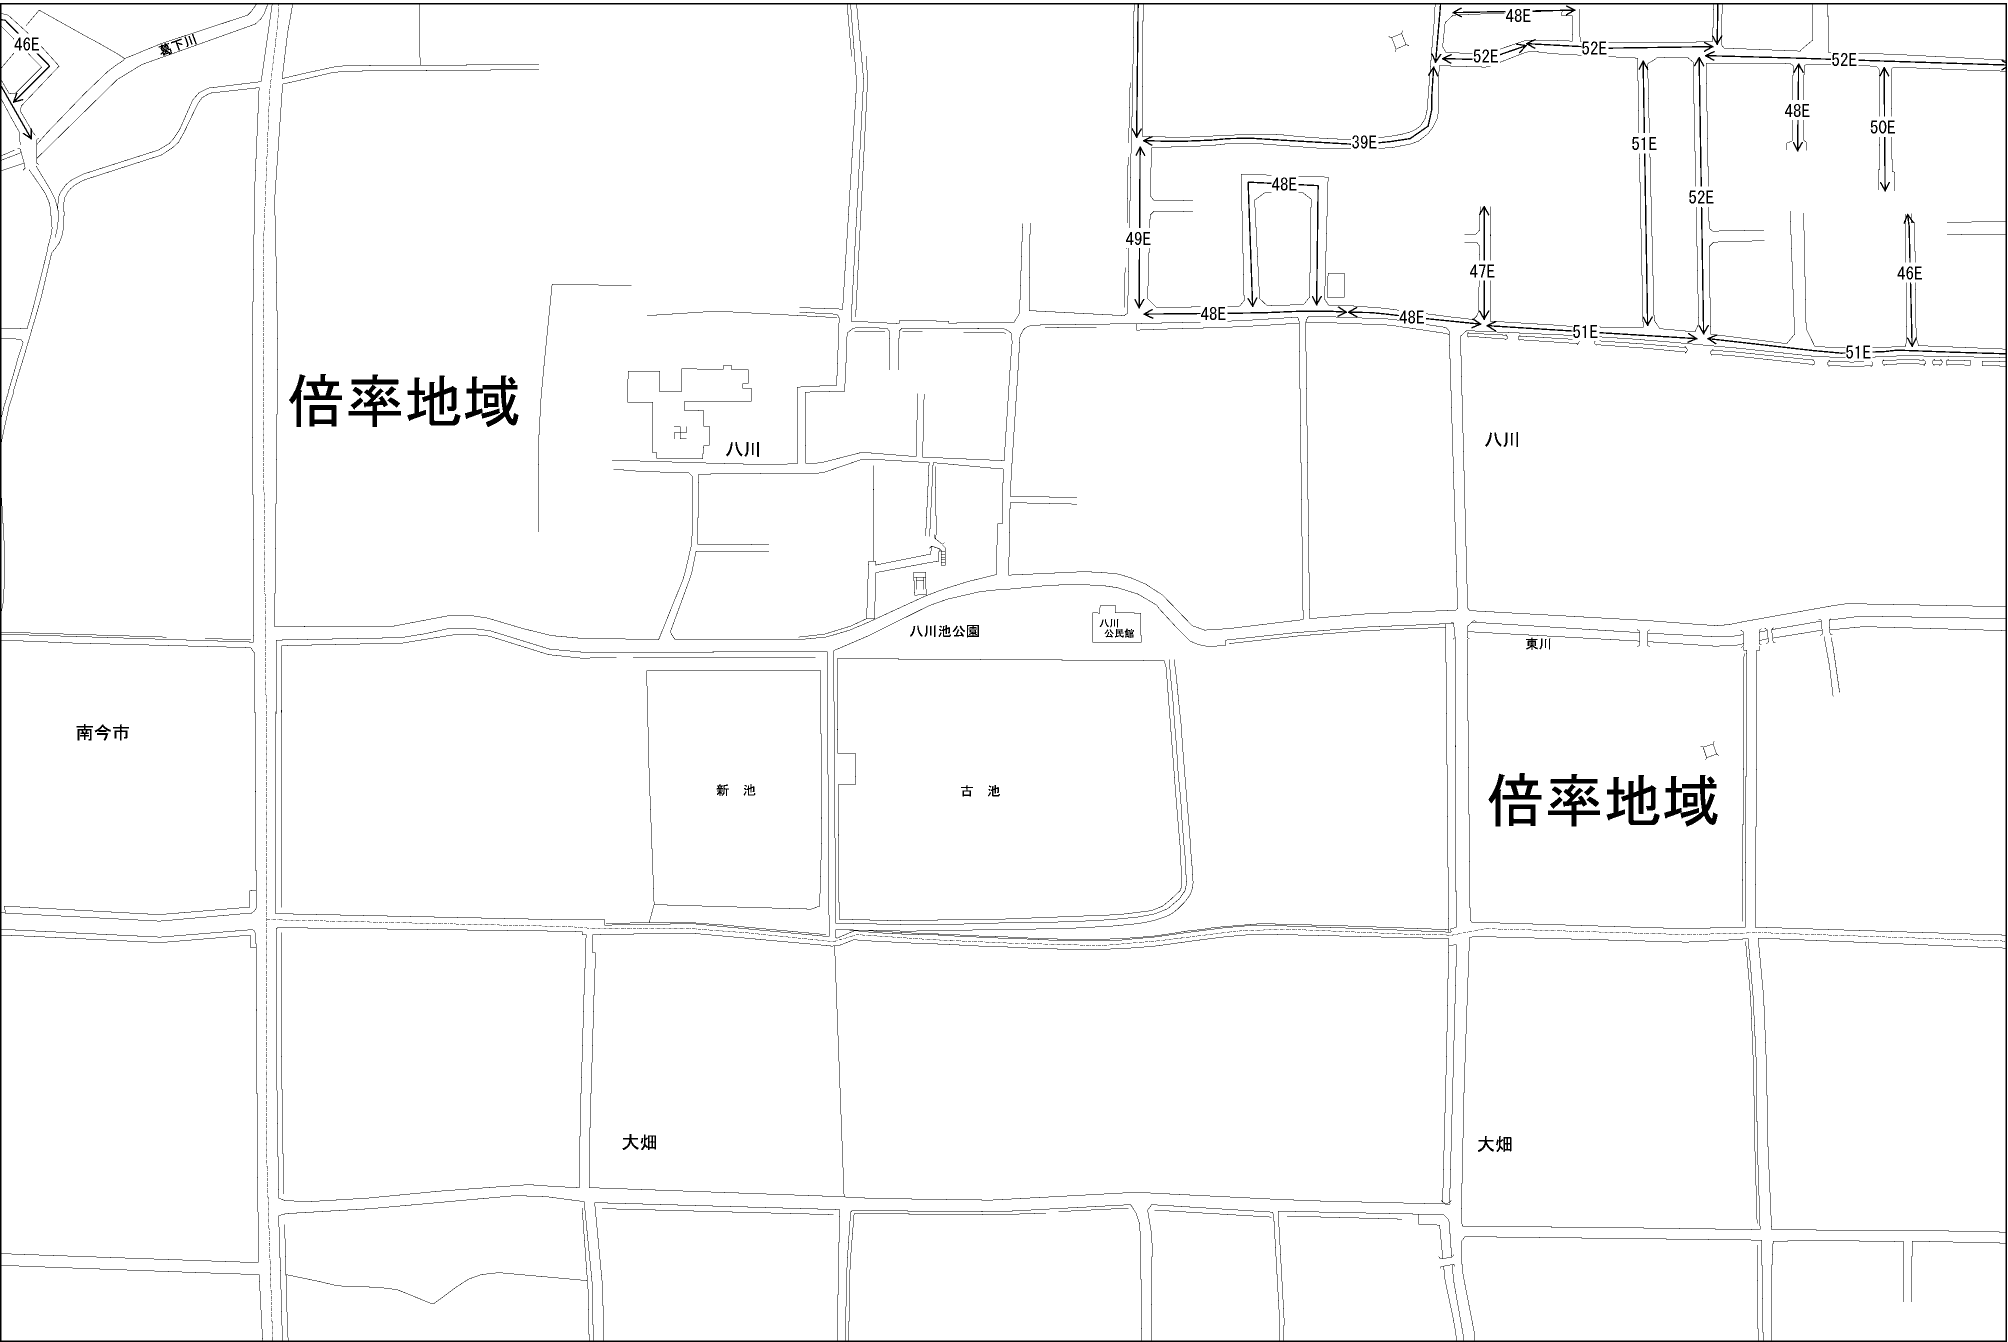 46E
葛下川
48E
52E
52E
52E
48E
50E
39E
51E
48E
52E
49E
47E
46E
48E
48E
51E
51E
倍率地域
八川
八川
八川池公園
八川
公民館
東川
南今市
新 池
古 池
倍率地域
大畑
大畑